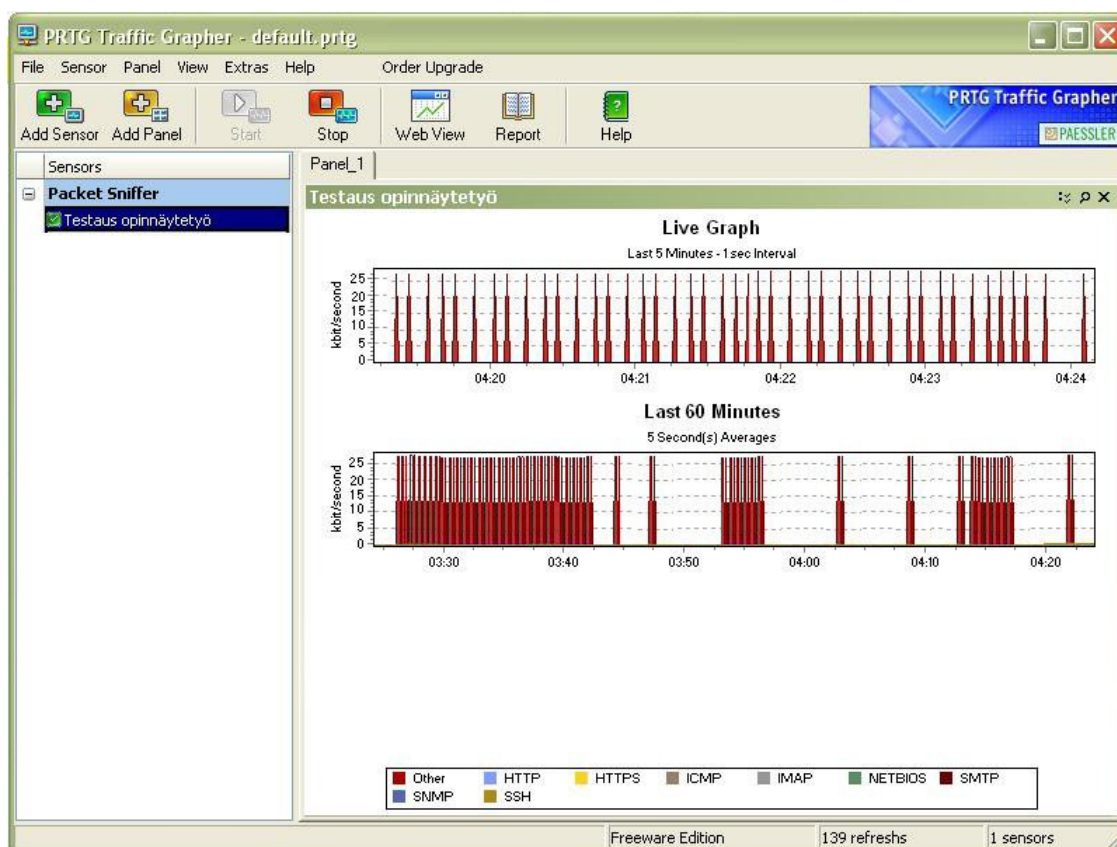 PRTG Traffic Grapher - default.prtg
File Sensor Panel View Extras Help Order Upgrade
Add Sensor Add Panel Start Stop Web View Report Help
PRTG Traffic Grapher
PAESSLER
Sensors
Packet Sniffer
Testaus opinnäytetyö
Panel_1
Testaus opinnäytetyö
Live Graph
Last 5 Minutes - 1 sec Interval
kbit/second
25
20
15
10
5
0
04:20 04:21 04:22 04:23 04:24
Last 60 Minutes
5 Second(s) Averages
kbit/second
25
20
15
10
5
0
03:30 03:40 03:50 04:00 04:10 04:20
Other HTTP HTTPS ICMP IMAP NETBIOS SMTP
SNMP SSH
Freeware Edition 139 refreshs 1 sensors